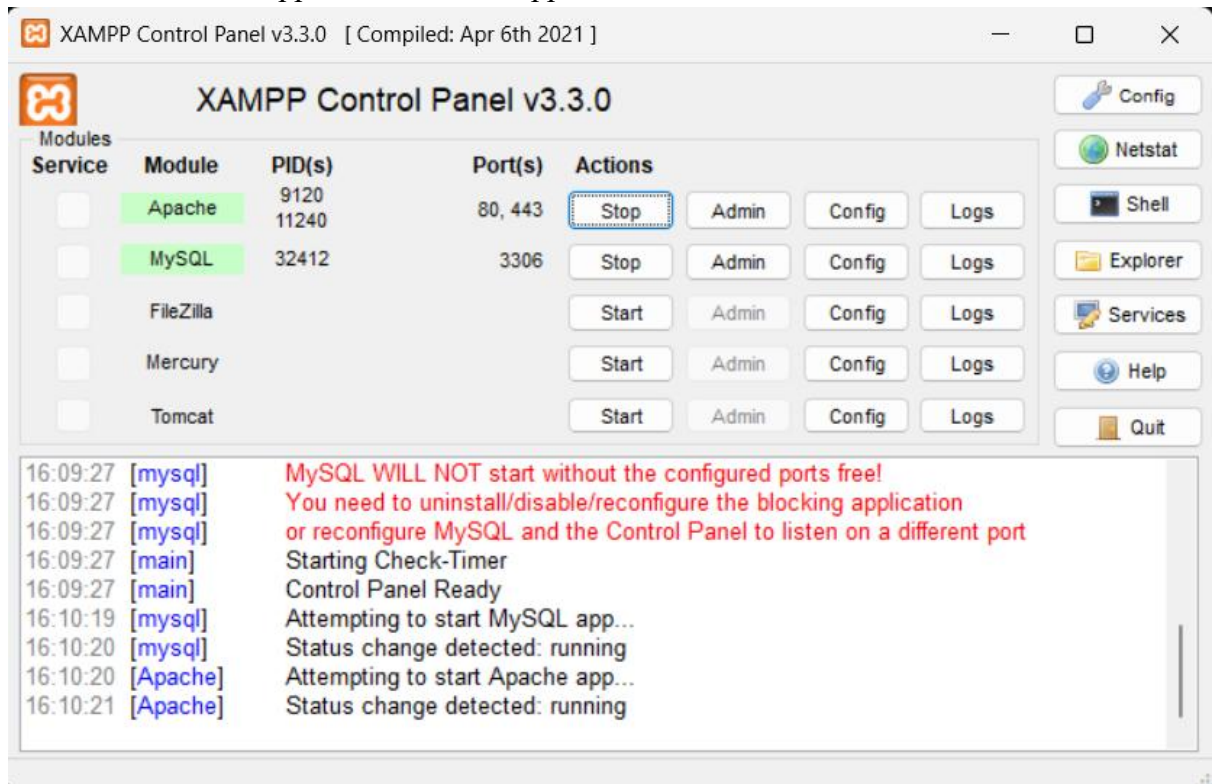 XAMPP Control Panel v3.3.0 [ Compiled: Apr 6th 2021 ]
XAMPP Control Panel v3.3.0
Config
Modules
Service Module PID(s) Port(s) Actions
Netstat
Apache 9120 11240 80, 443 Stop Admin Config Logs
Shell
MySQL 32412 3306 Stop Admin Config Logs
Explorer
FileZilla Start Admin Config Logs
Services
Mercury Start Admin Config Logs
Help
Tomcat Start Admin Config Logs
Quit
16:09:27 [mysql] MySQL WILL NOT start without the configured ports free!
16:09:27 [mysql] You need to uninstall/disable/reconfigure the blocking application
16:09:27 [mysql] or reconfigure MySQL and the Control Panel to listen on a different port
16:09:27 [main] Starting Check-Timer
16:09:27 [main] Control Panel Ready
16:10:19 [mysql] Attempting to start MySQL app...
16:10:20 [mysql] Status change detected: running
16:10:20 [Apache] Attempting to start Apache app...
16:10:21 [Apache] Status change detected: running